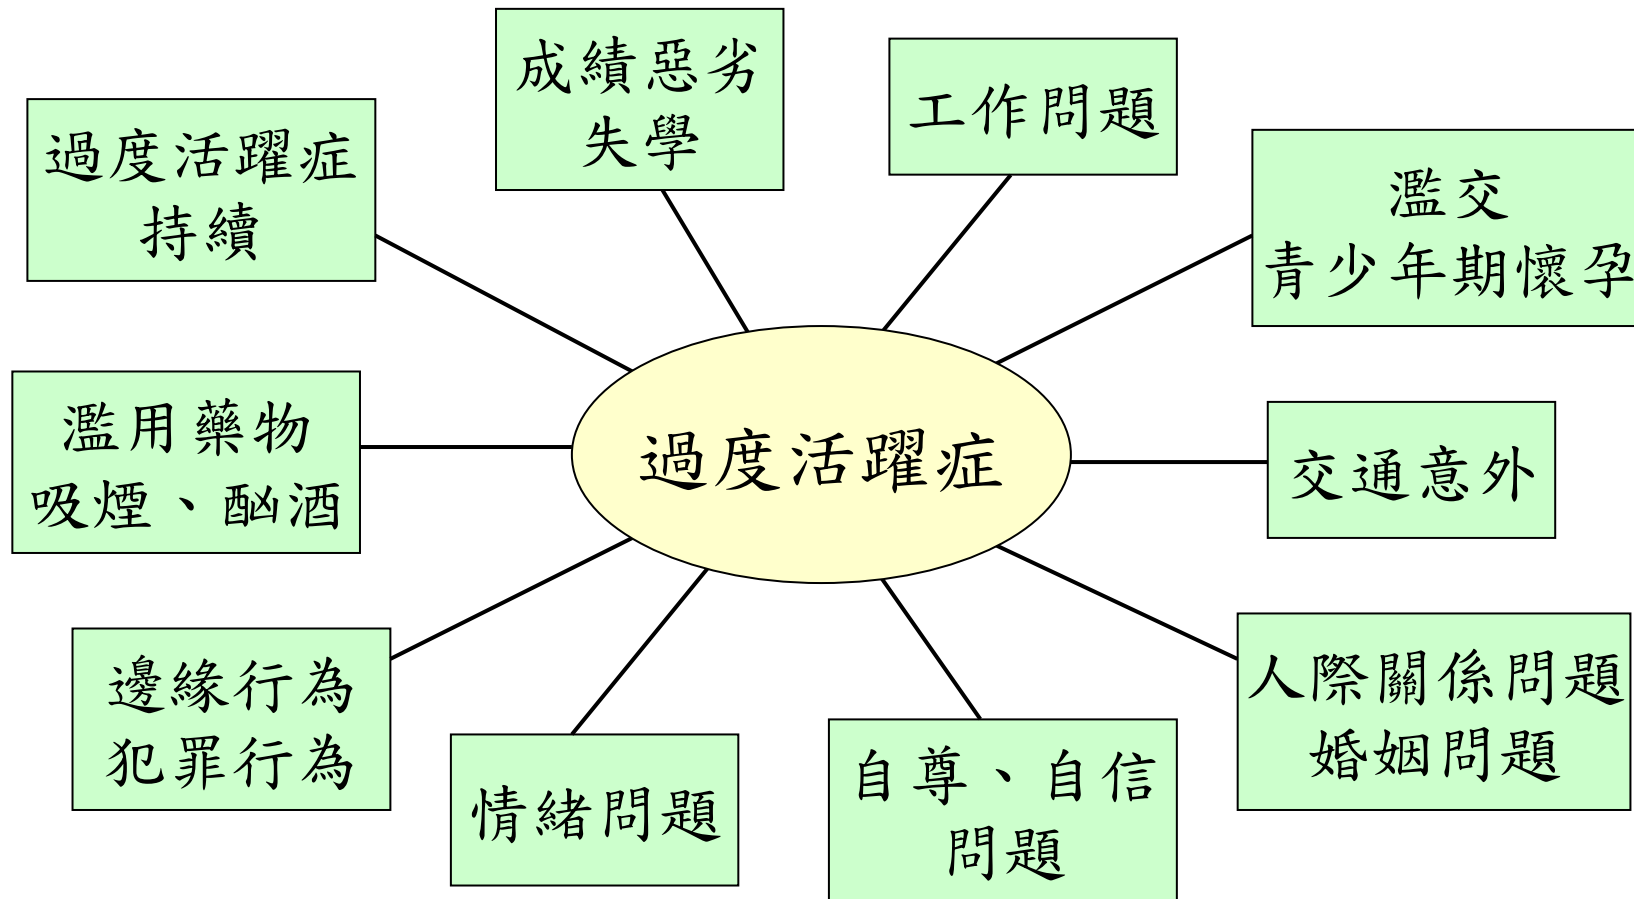 成績惡劣
失學
工作問題
過度活躍症
持續
濫交
青少年期懷孕
濫用藥物
吸煙、酗酒
過度活躍症
交通意外
邊緣行為
犯罪行為
人際關係問題
婚姻問題
情緒問題
自尊、自信
問題